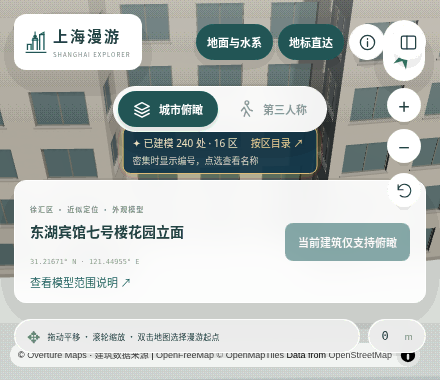 上海漫游
SHANGHAI EXPLORER
地面与水系
地标直达
城市俯瞰
第三人称
✦ 已建模 240 处 · 16 区 按区目录 ↗
密集时显示编号，点选查看名称
徐汇区 · 近似定位 · 外观模型
东湖宾馆七号楼花园立面
31.21671° N · 121.44955° E
查看模型范围说明 ↗
当前建筑仅支持俯瞰
拖动平移 · 滚轮缩放 · 双击地图选择漫游起点
0 m
© Overture Maps · 建筑数据来源 | OpenFreeMap © OpenMapTiles Data from OpenStreetMap